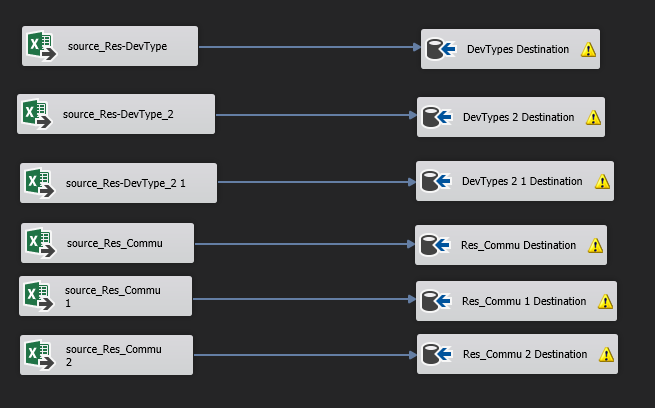 source_Res-DevType
DevTypes Destination
source_Res-DevType_2
DevTypes 2 Destination
source_Res-DevType_2 1
DevTypes 2 1 Destination
source_Res_Commu
Res_Commu Destination
source_Res_Commu
1
Res_Commu 1 Destination
source_Res_Commu
2
Res_Commu 2 Destination